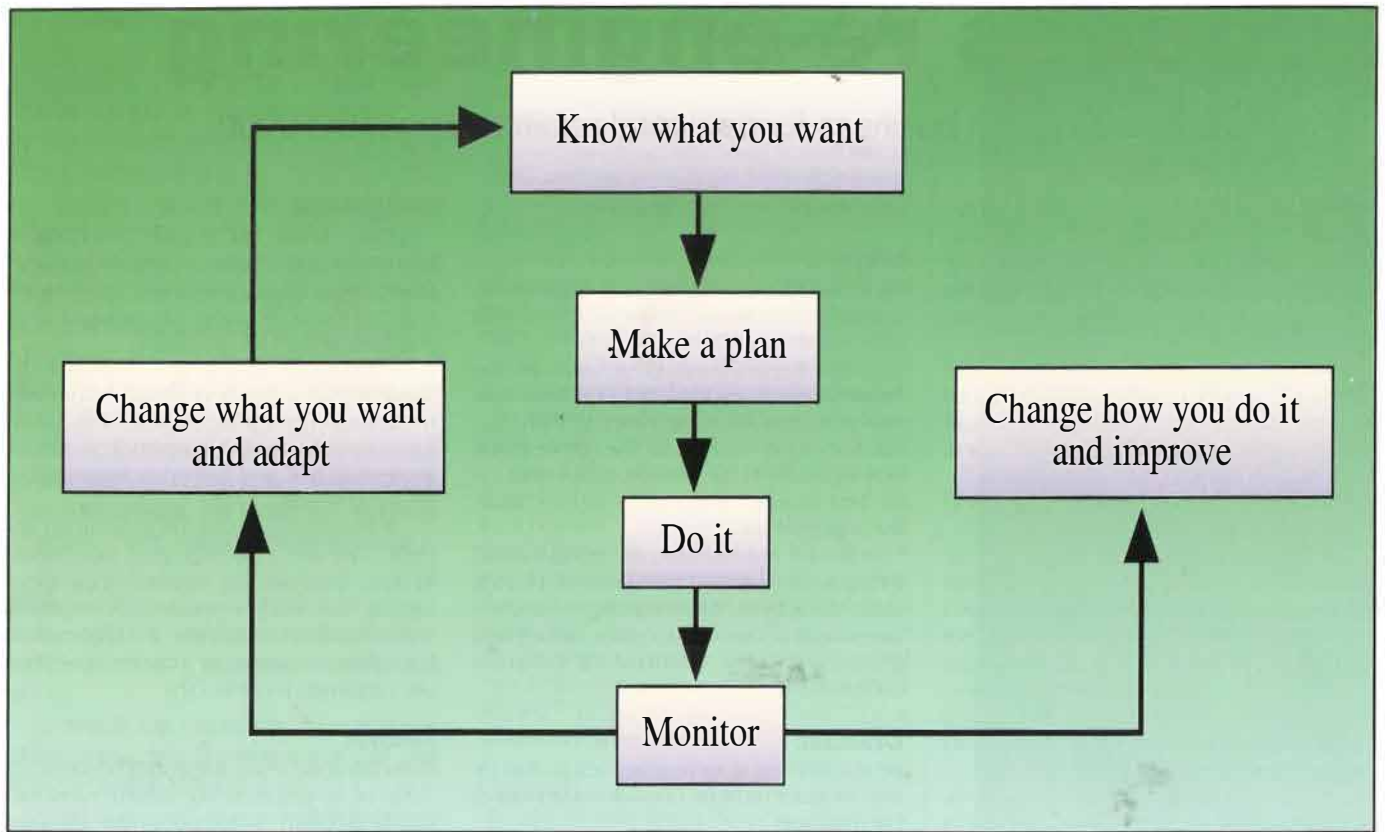 Know what you want
Make a plan
Change what you want
and adapt
Change how you do it
and improve
Do it
Monitor